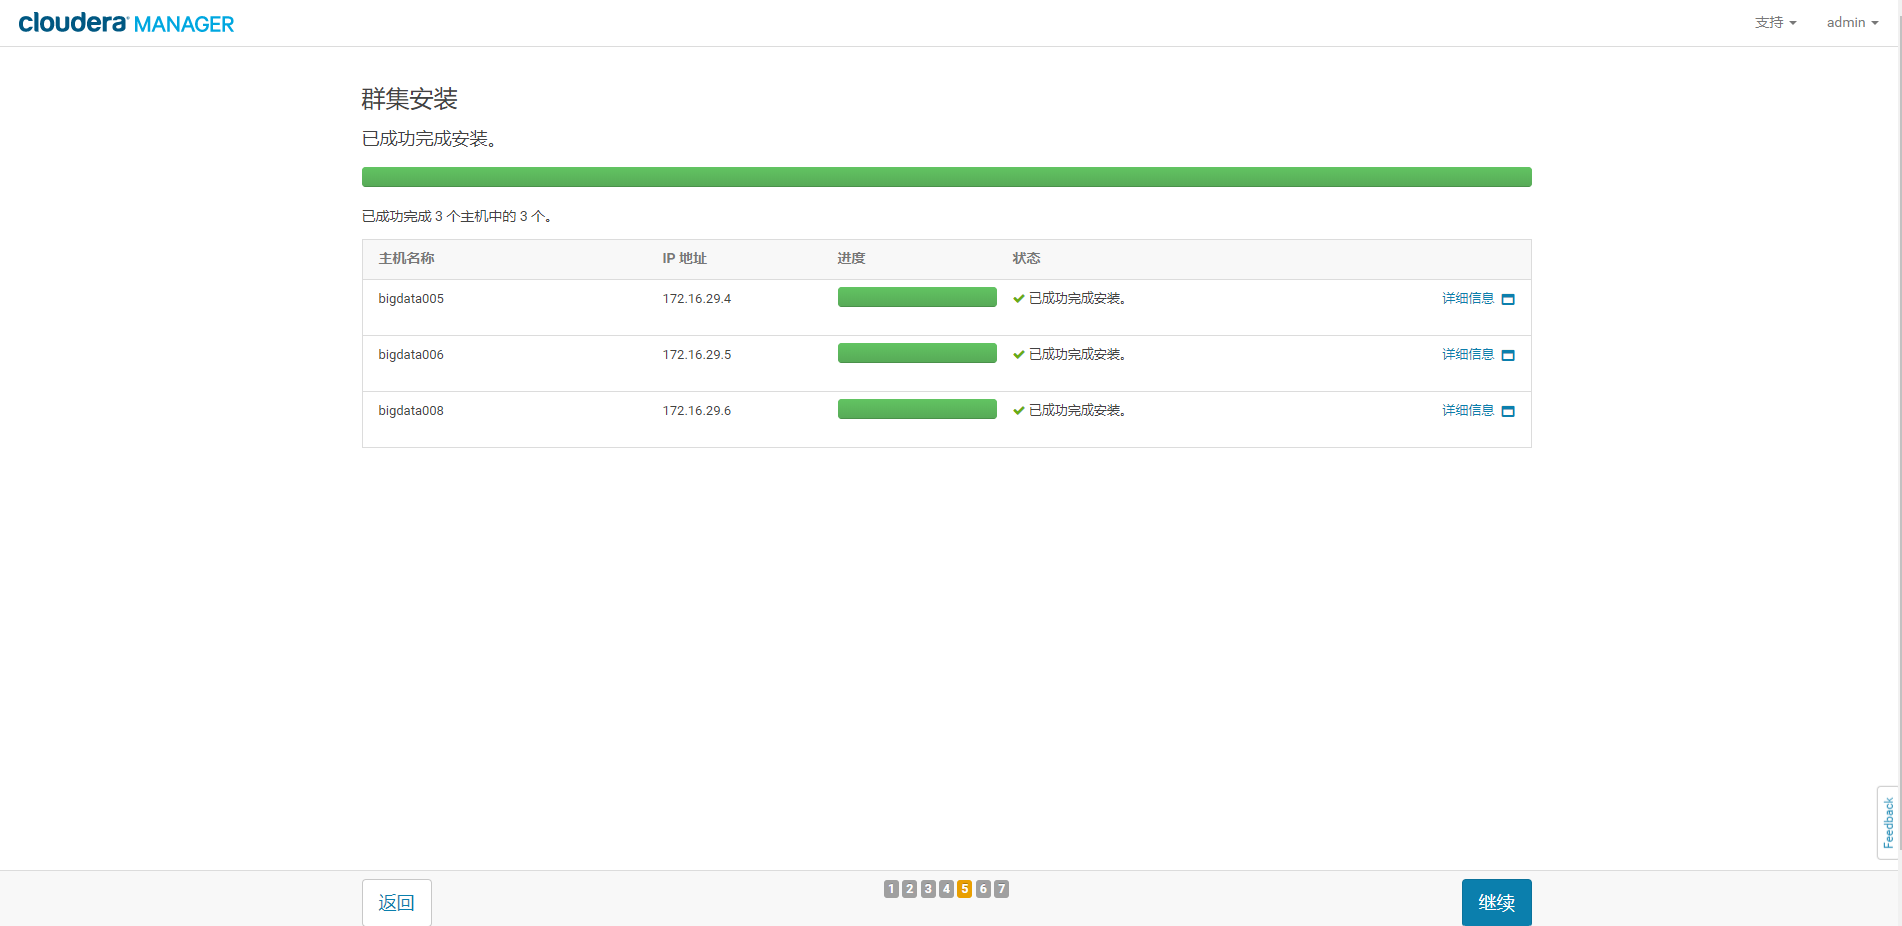 cloudera MANAGER 支持 admin
群集安装
已成功完成安装。
已成功完成 3 个主机中的 3 个。
主机名称 IP 地址 进度 状态
bigdata005 172.16.29.4 已成功完成安装。 详细信息
bigdata006 172.16.29.5 已成功完成安装。 详细信息
bigdata008 172.16.29.6 已成功完成安装。 详细信息
Feedback
返回 1 2 3 4 5 6 7 继续